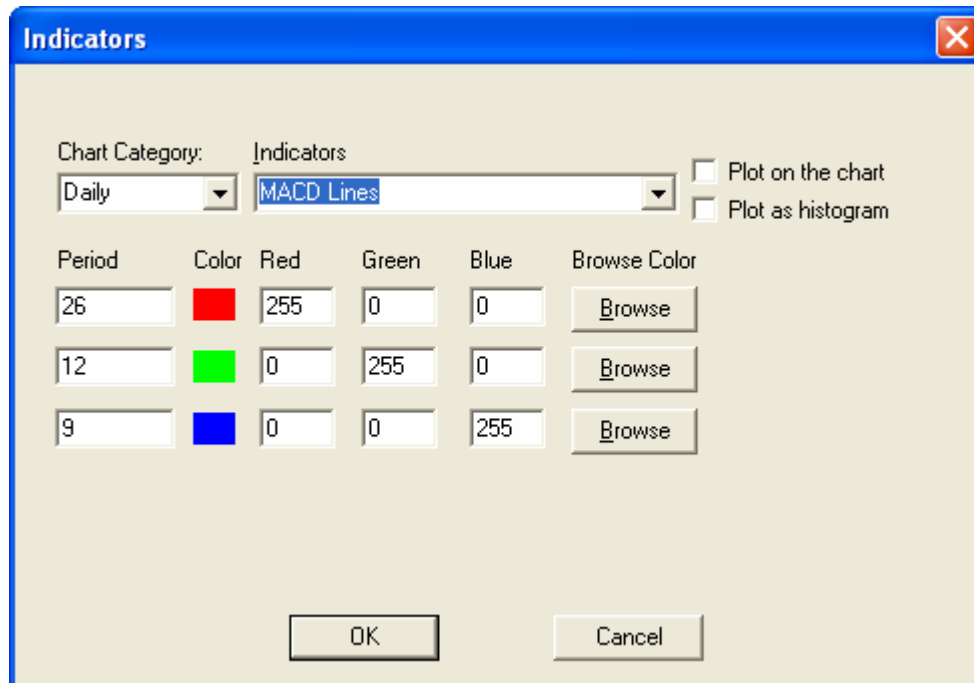 Indicators
Chart Category: Indicators
Daily MACD Lines Plot on the chart
Plot as histogram
Period Color Red Green Blue Browse Color
26 255 0 0 Browse
12 0 255 0 Browse
9 0 0 255 Browse
OK Cancel